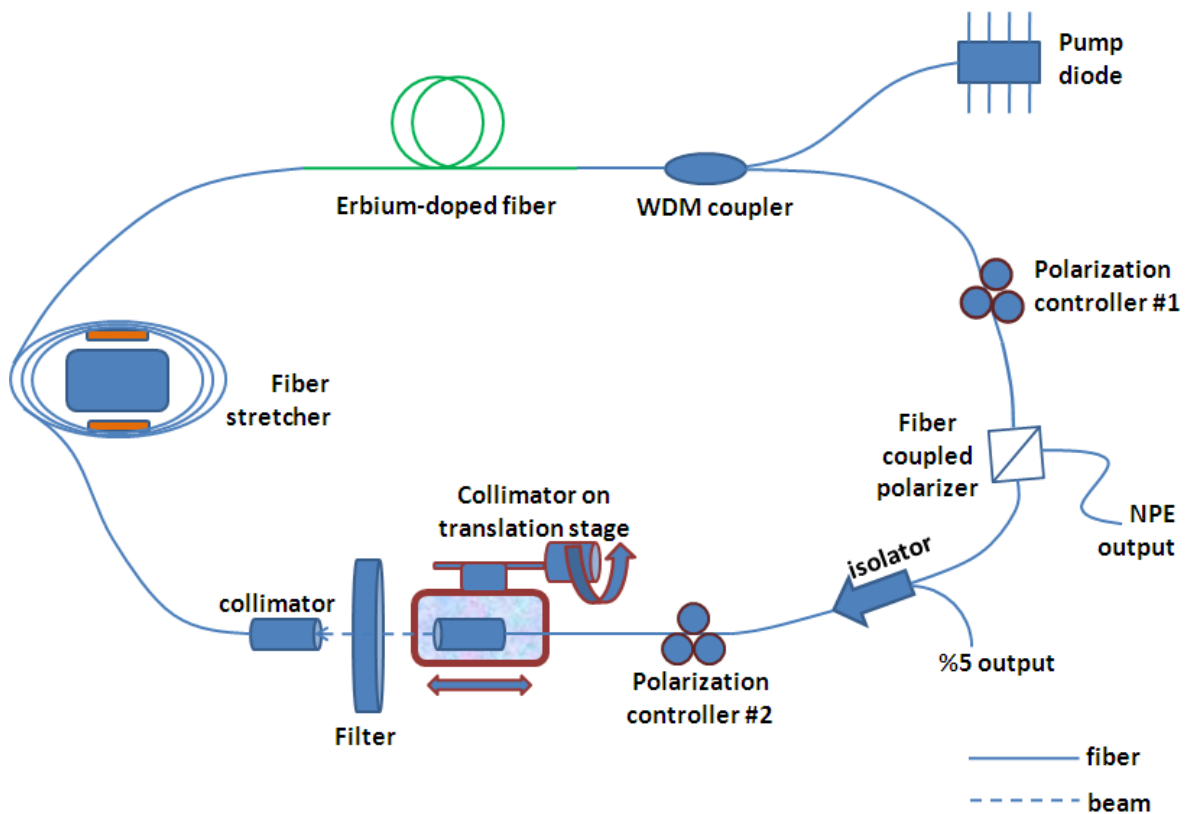 Pump
diode
Erbium-doped fiber
WDM coupler
Polarization
controller #1
Fiber
stretcher
Fiber
coupled
polarizer
NPE
output
Collimator on
translation stage
isolator
collimator
%5 output
Polarization
controller #2
Filter
fiber
beam